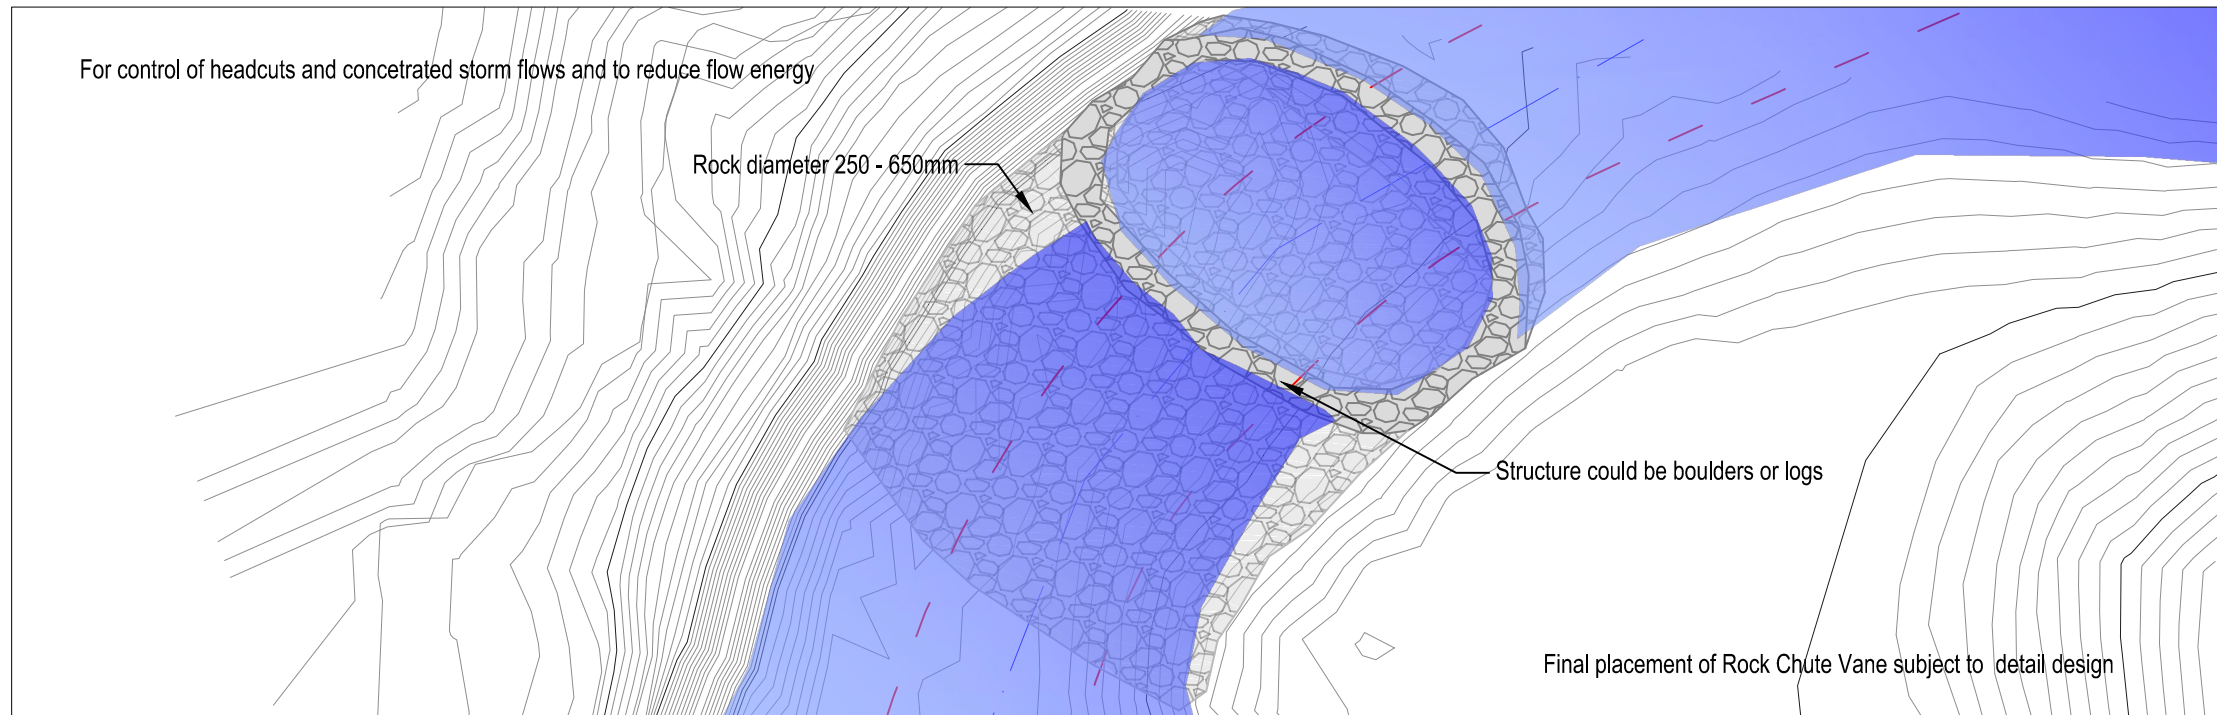 For control of headcuts and concetrated storm flows and to reduce flow energy
Rock diameter 250 - 650mm
Structure could be boulders or logs
Final placement of Rock Chute Vane subject to detail design